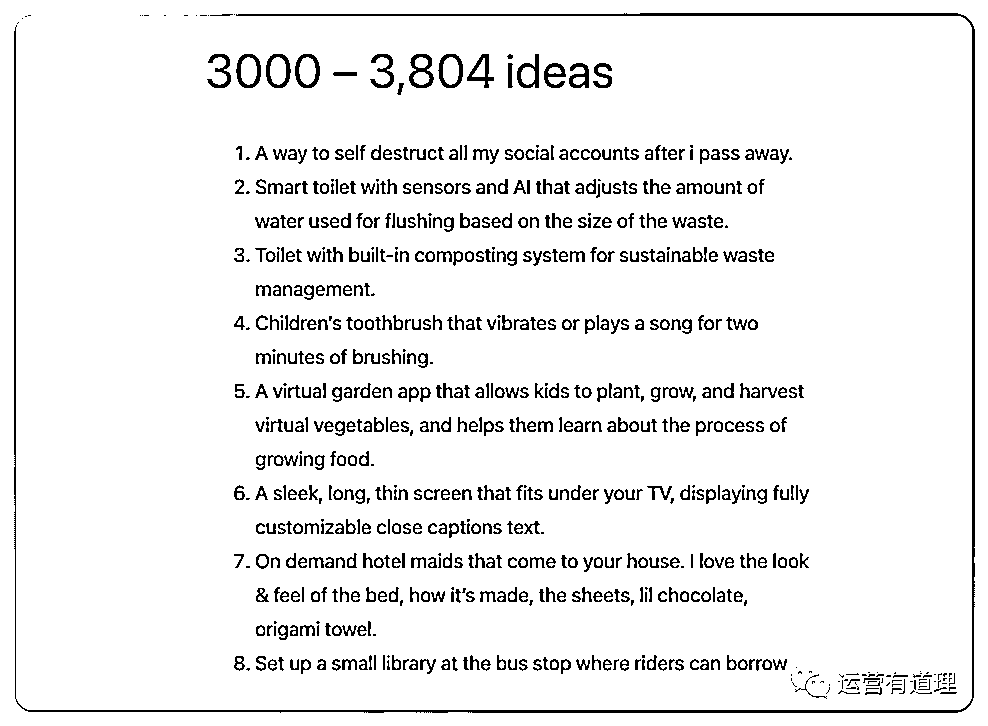 3000 – 3,804 ideas
1. A way to self destruct all my social accounts after i pass away.
2. Smart toilet with sensors and AI that adjusts the amount of
water used for flushing based on the size of the waste.
3. Toilet with built-in composting system for sustainable waste
management.
4. Children's toothbrush that vibrates or plays a song for two
minutes of brushing.
5. A virtual garden app that allows kids to plant, grow, and harvest
virtual vegetables, and helps them learn about the process of
growing food.
6. A sleek, long, thin screen that fits under your TV, displaying fully
customizable close captions text.
7. On demand hotel maids that come to your house. I love the look
& feel of the bed, how it's made, the sheets, lil chocolate,
origami towel.
8. Set up a small library at the bus stop where riders can borrow
运营有道理